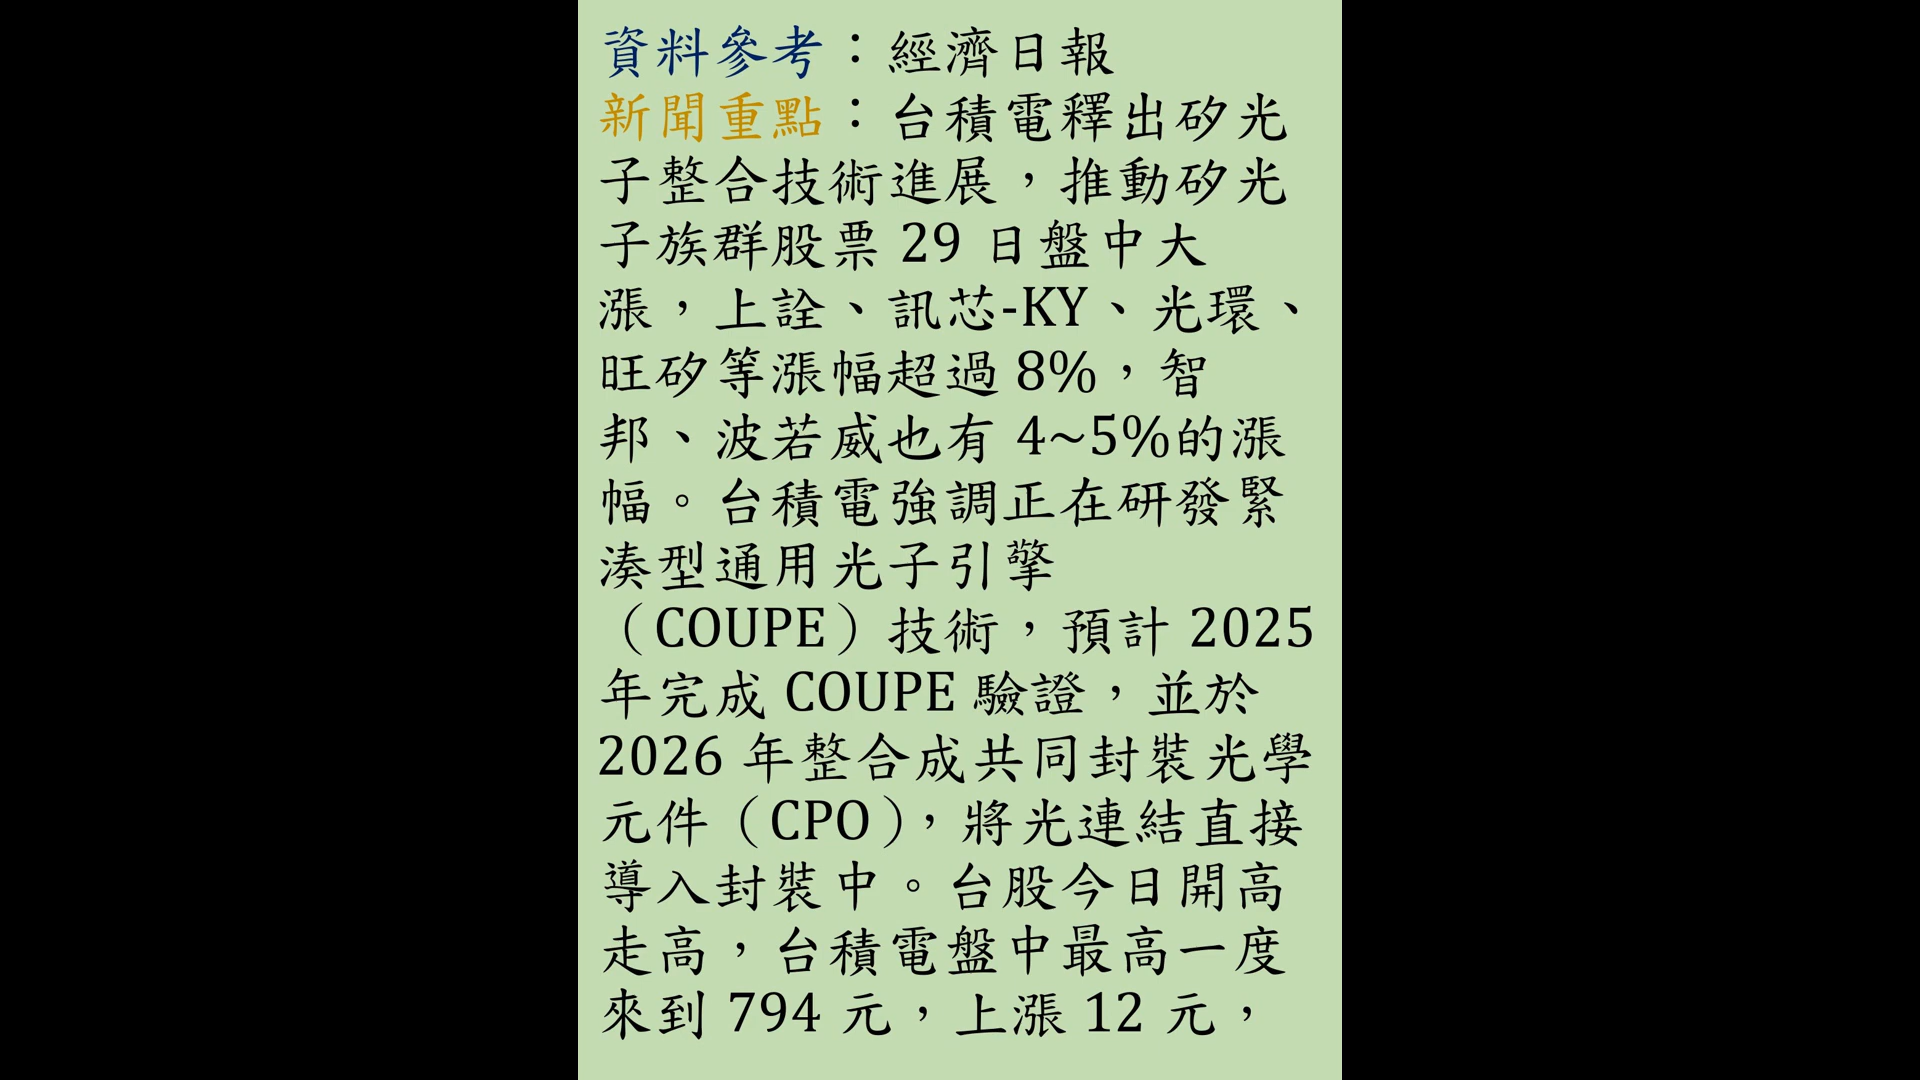 資料參考：經濟日報
新聞重點：台積電釋出矽光
子整合技術進展，推動矽光
子族群股票 29 日盤中大
漲，上詮、訊芯-KY、光環、
旺矽等漲幅超過 8%，智
邦、波若威也有 4~5%的漲
幅。台積電強調正在研發緊
湊型通用光子引擎
（COUPE）技術，預計 2025
年完成 COUPE 驗證，並於
2026 年整合成共同封裝光學
元件（CPO），將光連結直接
導入封裝中。台股今日開高
走高，台積電盤中最高一度
來到 794 元，上漲 12 元，